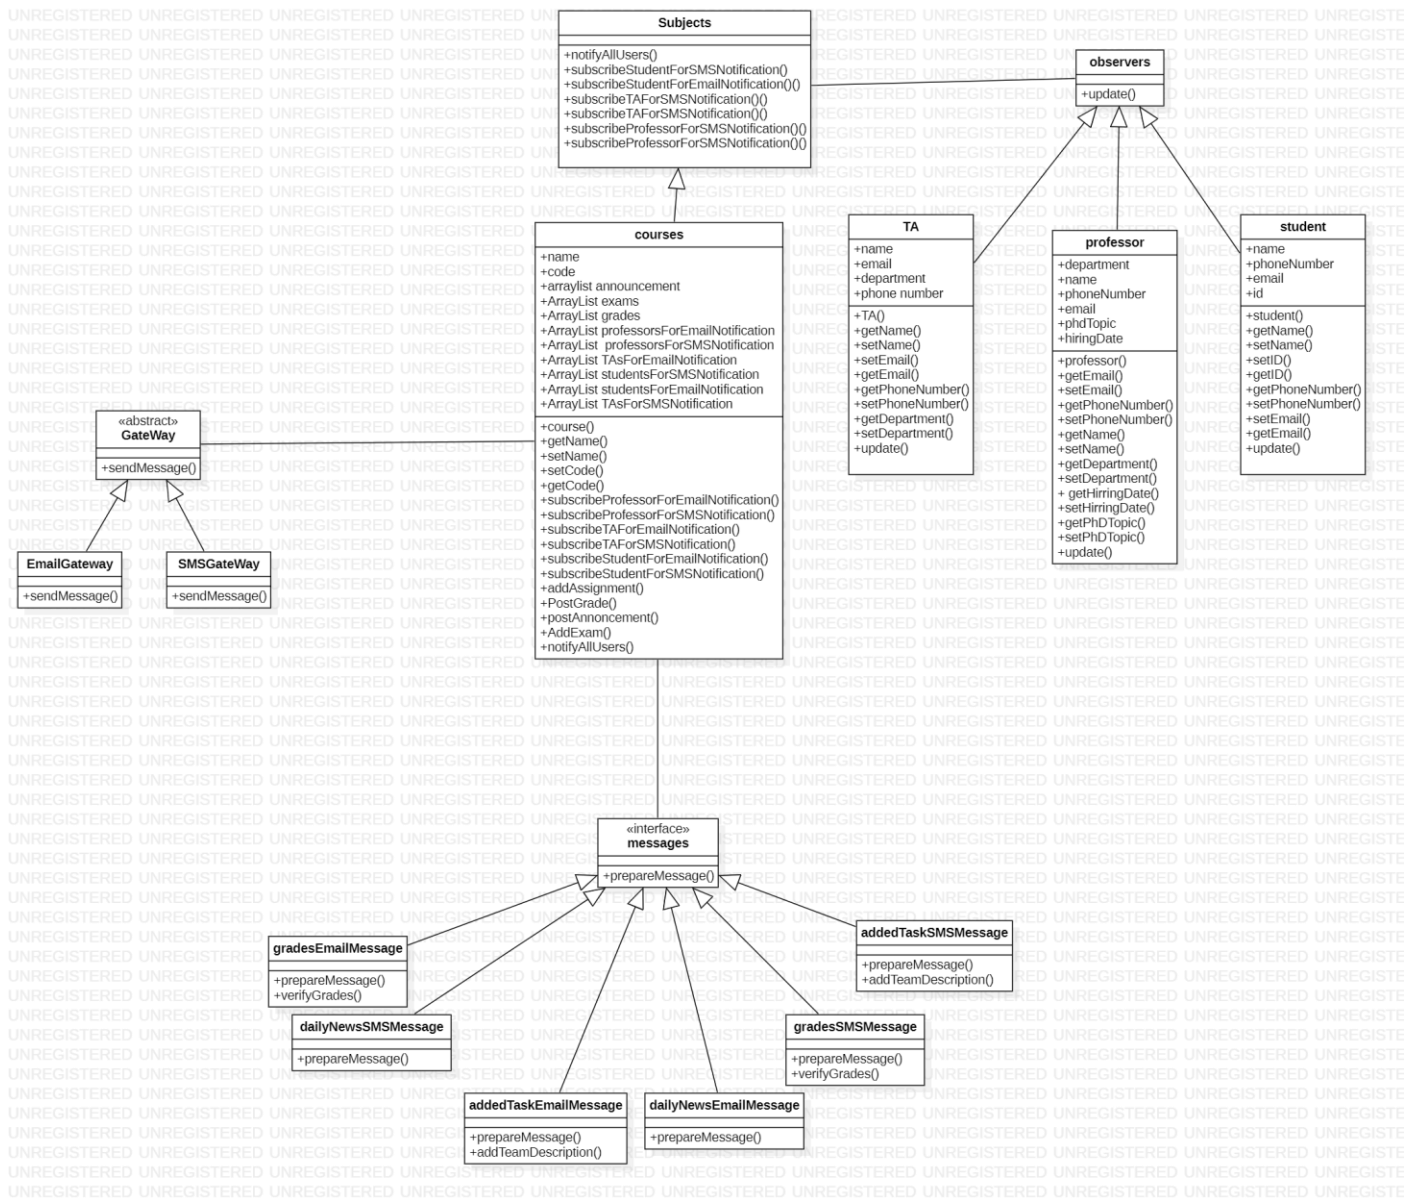 Subjects
+notifyAllUsers()
+subscribeStudentForSMSNotification()
+subscribeStudentForEmailNotification()()
+subscribeTAForSMSNotification()()
+subscribeTAForSMSNotification()()
+subscribeProfessorForSMSNotification()()
+subscribeProfessorForSMSNotification()()
observers
+update()
courses
+name
+code
+arraylist announcement
+ArrayList exams
+ArrayList grades
+ArrayList professorsForEmailNotification
+ArrayList  professorsForSMSNotification
+ArrayList TAsForEmailNotification
+ArrayList studentsForSMSNotification
+ArrayList studentsForEmailNotification
+ArrayList TAsForSMSNotification
+course()
+getName()
+setName()
+setCode()
+getCode()
+subscribeProfessorForEmailNotification()
+subscribeProfessorForSMSNotification()
+subscribeTAForEmailNotification()
+subscribeTAForSMSNotification()
+subscribeStudentForEmailNotification()
+subscribeStudentForSMSNotification()
+addAssignment()
+PostGrade()
+postAnnoncement()
+AddExam()
+notifyAllUsers()
TA
+name
+email
+department
+phone number
+TA()
+getName()
+setName()
+setEmail()
+getEmail()
+getPhoneNumber()
+setPhoneNumber()
+getDepartment()
+setDepartment()
+update()
professor
+department
+name
+phoneNumber
+email
+phdTopic
+hiringDate
+professor()
+getEmail()
+setEmail()
+getPhoneNumber()
+setPhoneNumber()
+getName()
+setName()
+getDepartment()
+setDepartment()
+ getHirringDate()
+setHirringDate()
+getPhDTopic()
+setPhDTopic()
+update()
student
+name
+phoneNumber
+email
+id
+student()
+getName()
+setName()
+setID()
+getID()
+getPhoneNumber()
+setPhoneNumber()
+setEmail()
+getEmail()
+update()
«abstract»
GateWay
+sendMessage()
EmailGateway
+sendMessage()
SMSGateWay
+sendMessage()
«interface»
messages
+prepareMessage()
gradesEmailMessage
+prepareMessage()
+verifyGrades()
dailyNewsSMSMessage
+prepareMessage()
addedTaskEmailMessage
+prepareMessage()
+addTeamDescription()
dailyNewsEmailMessage
+prepareMessage()
gradesSMSMessage
+prepareMessage()
+verifyGrades()
addedTaskSMSMessage
+prepareMessage()
+addTeamDescription()